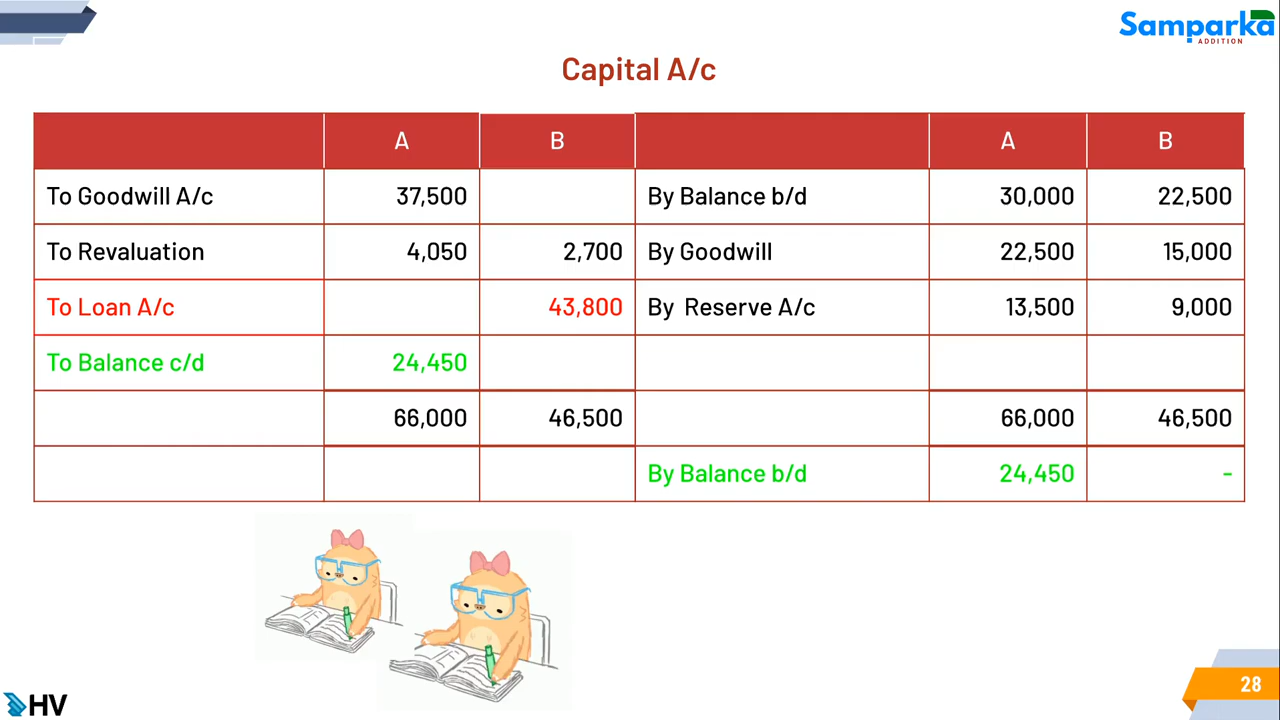 Samparka
ADDITION
Capital A/c
A B A B
To Goodwill A/c 37,500 By Balance b/d 30,000 22,500
To Revaluation 4,050 2,700 By Goodwill 22,500 15,000
To Loan A/c 43,800 By Reserve A/c 13,500 9,000
To Balance c/d 24,450
66,000 46,500 66,000 46,500
By Balance b/d 24,450 -
HV
28